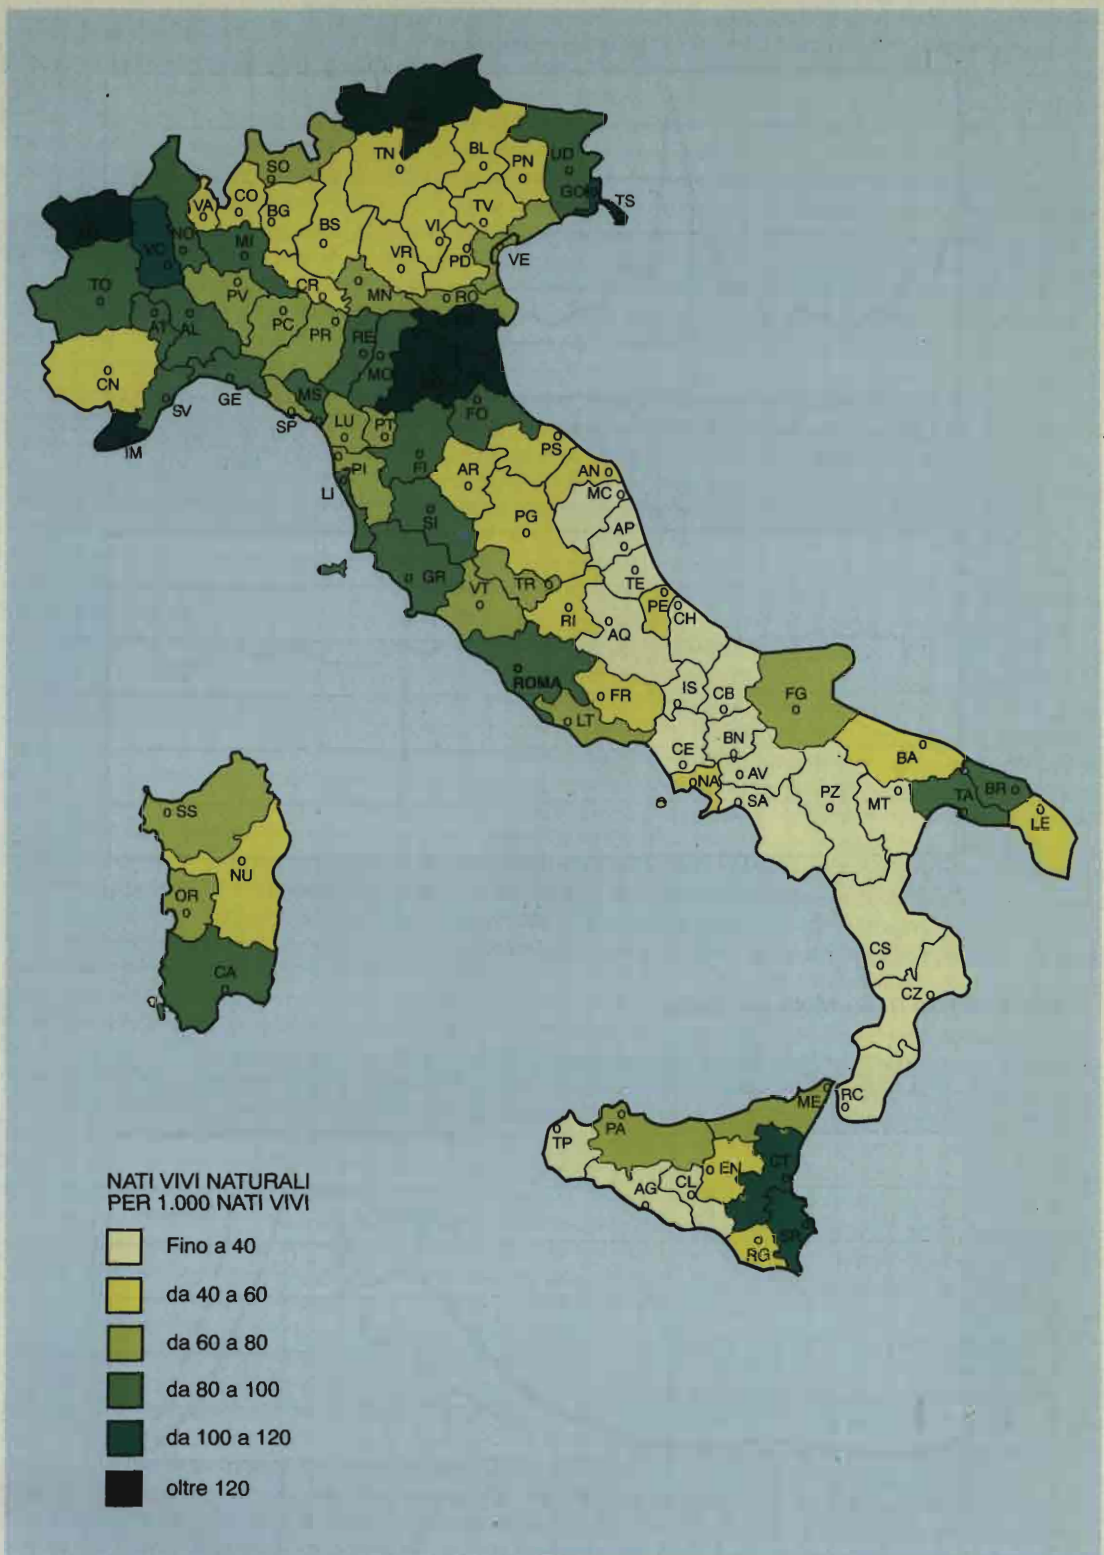 TN
BL
PN
UD
GO
TS
SO
VA
CO
BG
BS
VI
TV
VR
PD
VE
NO
MI
VC
TO
CR
MN
RO
PV
PC
PR
AT
AL
RE
MO
CN
SV
GE
SP
MS
IM
LU
PT
FO
FI
PI
LI
AR
PS
AN
MC
SI
PG
AP
GR
VT
TR
TE
RI
PE
CH
AQ
ROMA
FR
LT
IS
CB
FG
CE
BN
NA
AV
SA
BA
PZ
MT
TA
BR
LE
SS
NU
OR
CA
CS
CZ
RC
ME
PA
TP
EN
CT
AG
CL
SR
RG
NATI VIVI NATURALI
PER 1.000 NATI VIVI
Fino a 40
da 40 a 60
da 60 a 80
da 80 a 100
da 100 a 120
oltre 120